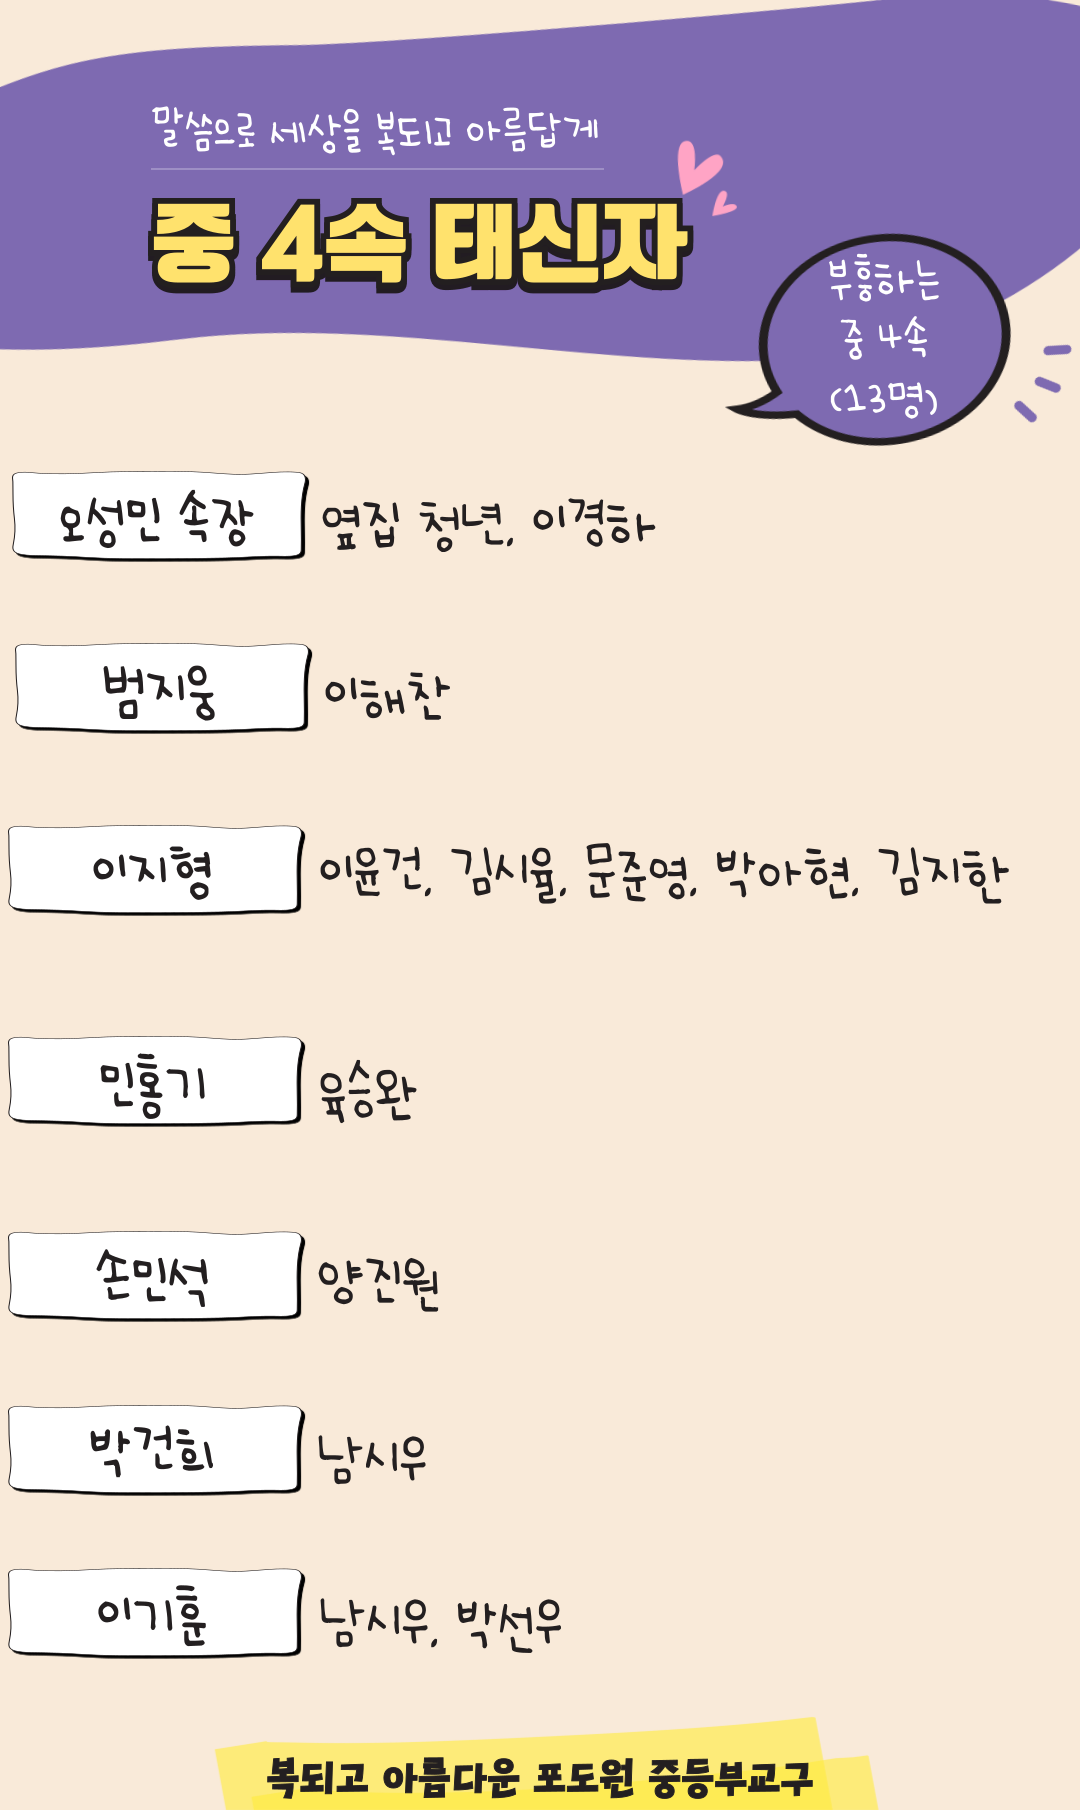 말씀으로 세상을 복되고 아름답게
중 4속 태신자
부흥하는
중 4속
(13명)
오성민 속장 옆집 청년, 이경하
범지웅 이해찬
이지형 이윤건, 김시율, 문준영, 박아현, 김지한
민홍기 육승완
손민석 양진원
박건희 남시우
이기훈 남시우, 박선우
복되고 아름다운 포도원 중등부교구